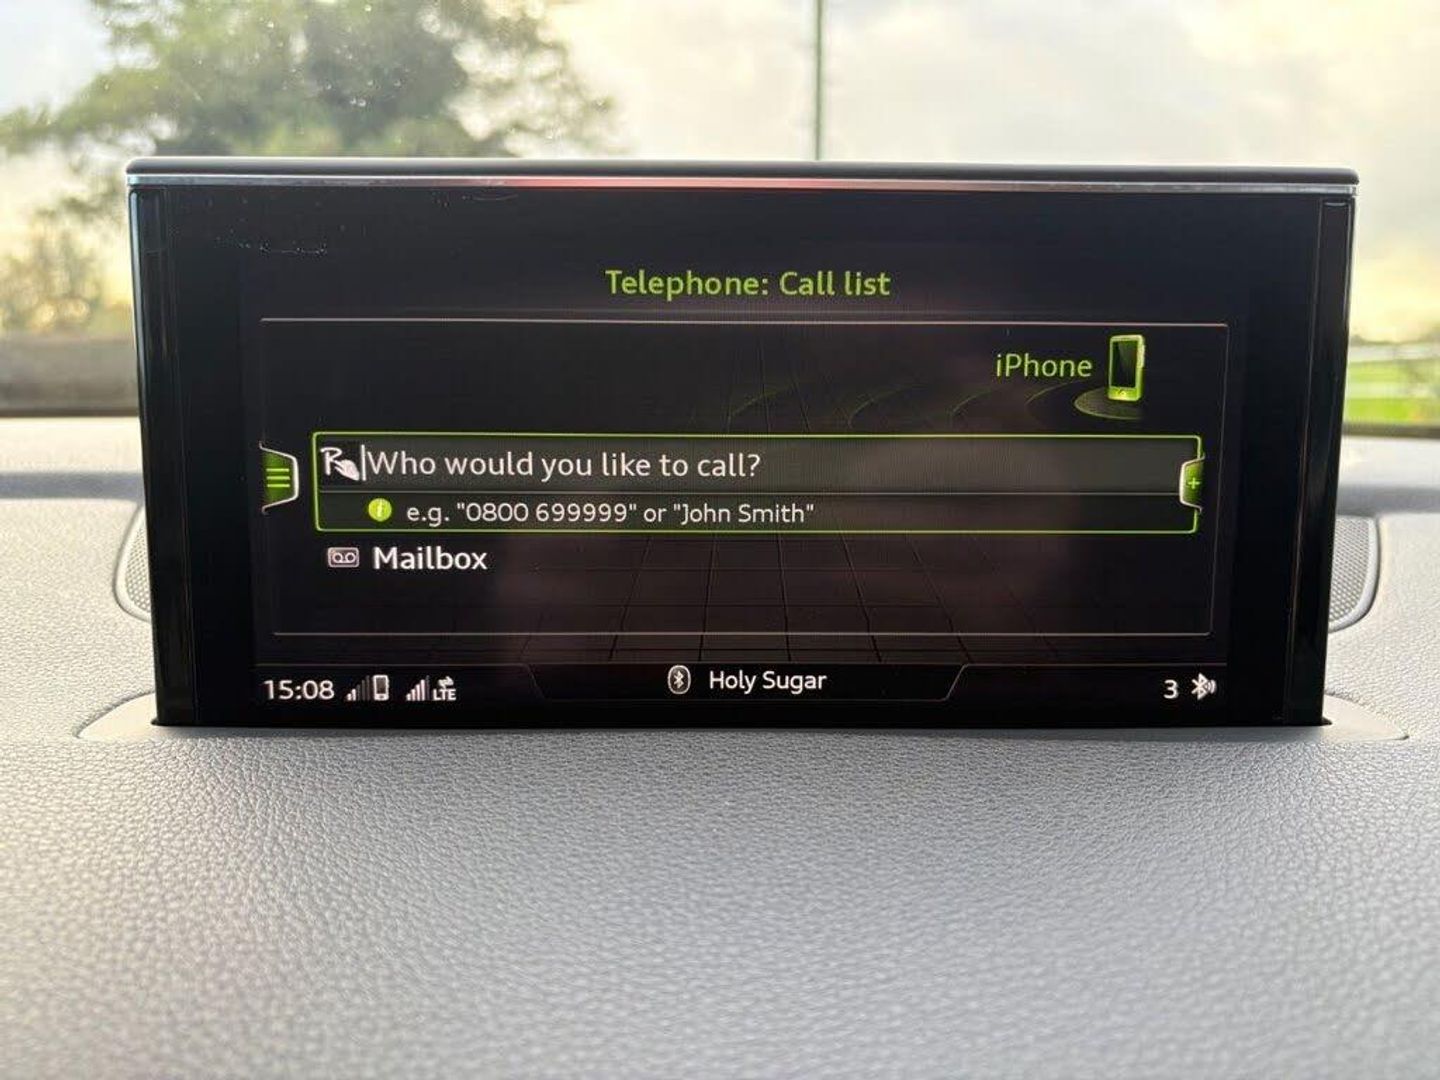 Telephone: Call list
iPhone
Who would you like to call?
e.g. "0800 699999" or "John Smith"
Mailbox
15:08 LTE Holy Sugar 3